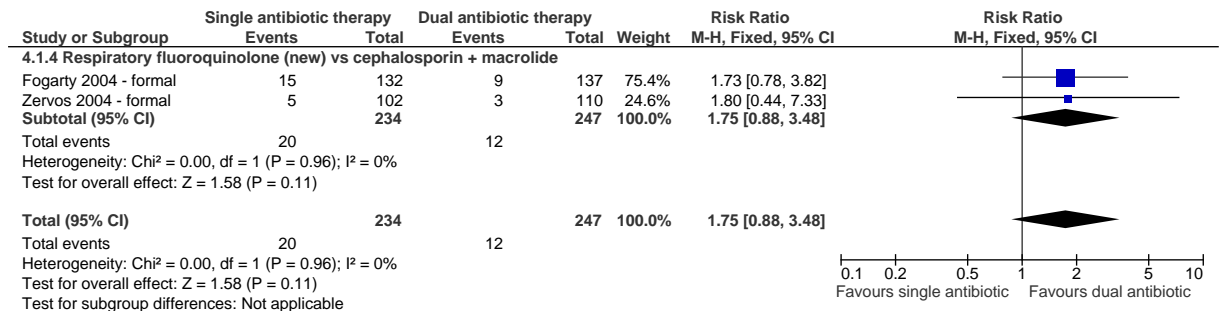 Single antibiotic therapy Dual antibiotic therapy Risk Ratio Risk Ratio
Study or Subgroup Events Total Events Total Weight M-H, Fixed, 95% CI M-H, Fixed, 95% CI
4.1.4 Respiratory fluoroquinolone (new) vs cephalosporin + macrolide
Fogarty 2004 - formal 15 132 9 137 75.4% 1.73 [0.78, 3.82]
Zervos 2004 - formal 5 102 3 110 24.6% 1.80 [0.44, 7.33]
Subtotal (95% CI) 234 247 100.0% 1.75 [0.88, 3.48]
Total events 20 12
Heterogeneity: Chi² = 0.00, df = 1 (P = 0.96); I² = 0%
Test for overall effect: Z = 1.58 (P = 0.11)
Total (95% CI) 234 247 100.0% 1.75 [0.88, 3.48]
Total events 20 12
Heterogeneity: Chi² = 0.00, df = 1 (P = 0.96); I² = 0%
Test for overall effect: Z = 1.58 (P = 0.11)
Test for subgroup differences: Not applicable
0.1 0.2 0.5 1 2 5 10
Favours single antibiotic Favours dual antibiotic